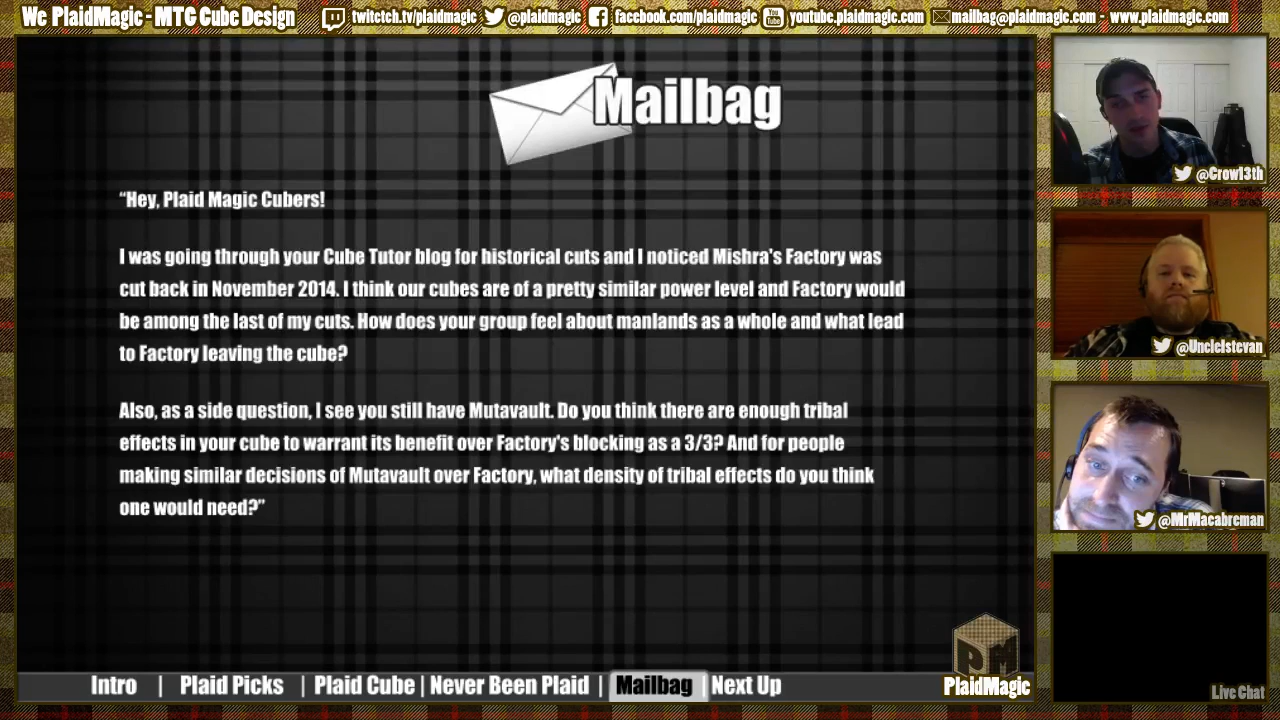 We PlaidMagic - MTG Cube Design
twitctch.tv/plaidmagic
@plaidmagic
facebook.com/plaidmagic
You Tube
youtube.plaidmagic.com
mailbag@plaidmagic.com - www.plaidmagic.com
Mailbag
“Hey, Plaid Magic Cubers!
I was going through your Cube Tutor blog for historical cuts and I noticed Mishra's Factory was
cut back in November 2014. I think our cubes are of a pretty similar power level and Factory would
be among the last of my cuts. How does your group feel about manlands as a whole and what lead
to Factory leaving the cube?
Also, as a side question, I see you still have Mutavault. Do you think there are enough tribal
effects in your cube to warrant its benefit over Factory's blocking as a 3/3? And for people
making similar decisions of Mutavault over Factory, what density of tribal effects do you think
one would need?”
@Crow13th
@UncleIstevan
@MrMacabreman
Live Chat
PM
PlaidMagic
Intro | Plaid Picks | Plaid Cube | Never Been Plaid | Mailbag | Next Up